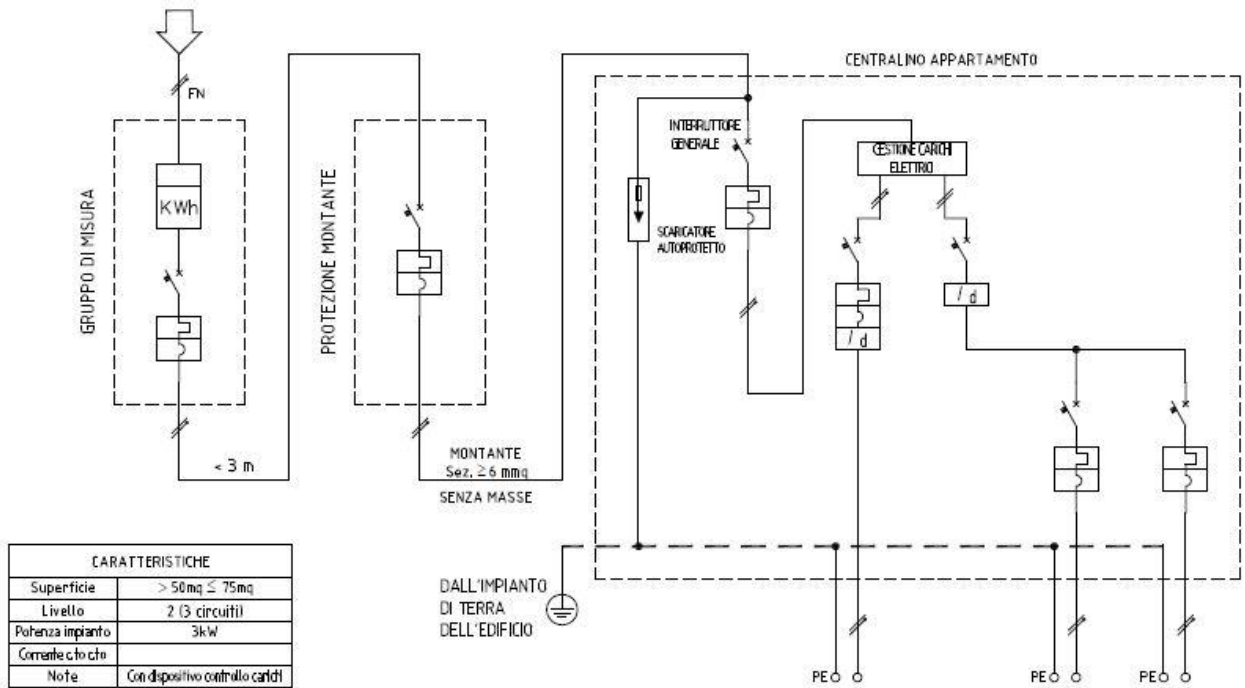 FN
GRUPPO DI MISURA
KWh
< 3 m
PROTEZIONE MONTANTE
MONTANTE
Sez. ≥6 mmq
SENZA MASSE
CENTRALINO APPARTAMENTO
INTERRUTTORE
GENERALE
SCARICATORE
AUTOPROTETTO
GESTIONE CARICHI
ELETTRICI
I d
I d
DALL'IMPIANTO
DI TERRA
DELL'EDIFICIO
PE
PE
PE
CARATTERISTICHE
Superficie > 50mq ≤ 75mq
Livello 2 (3 circuiti)
Potenza impianto 3kW
Corrente c.to c.to
Note Con dispositivo controllo carichi